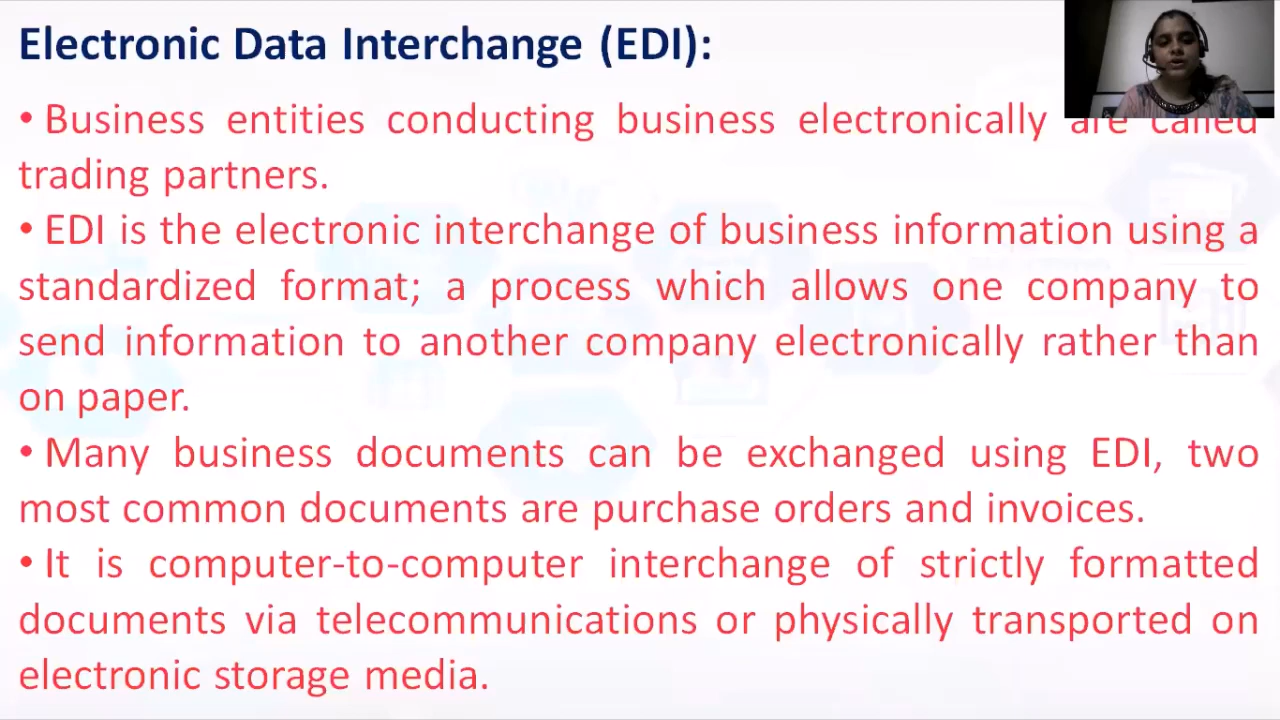 Electronic Data Interchange (EDI):
• Business entities conducting business electronically are called
trading partners.
• EDI is the electronic interchange of business information using a
standardized format; a process which allows one company to
send information to another company electronically rather than
on paper.
• Many business documents can be exchanged using EDI, two
most common documents are purchase orders and invoices.
• It is computer-to-computer interchange of strictly formatted
documents via telecommunications or physically transported on
electronic storage media.